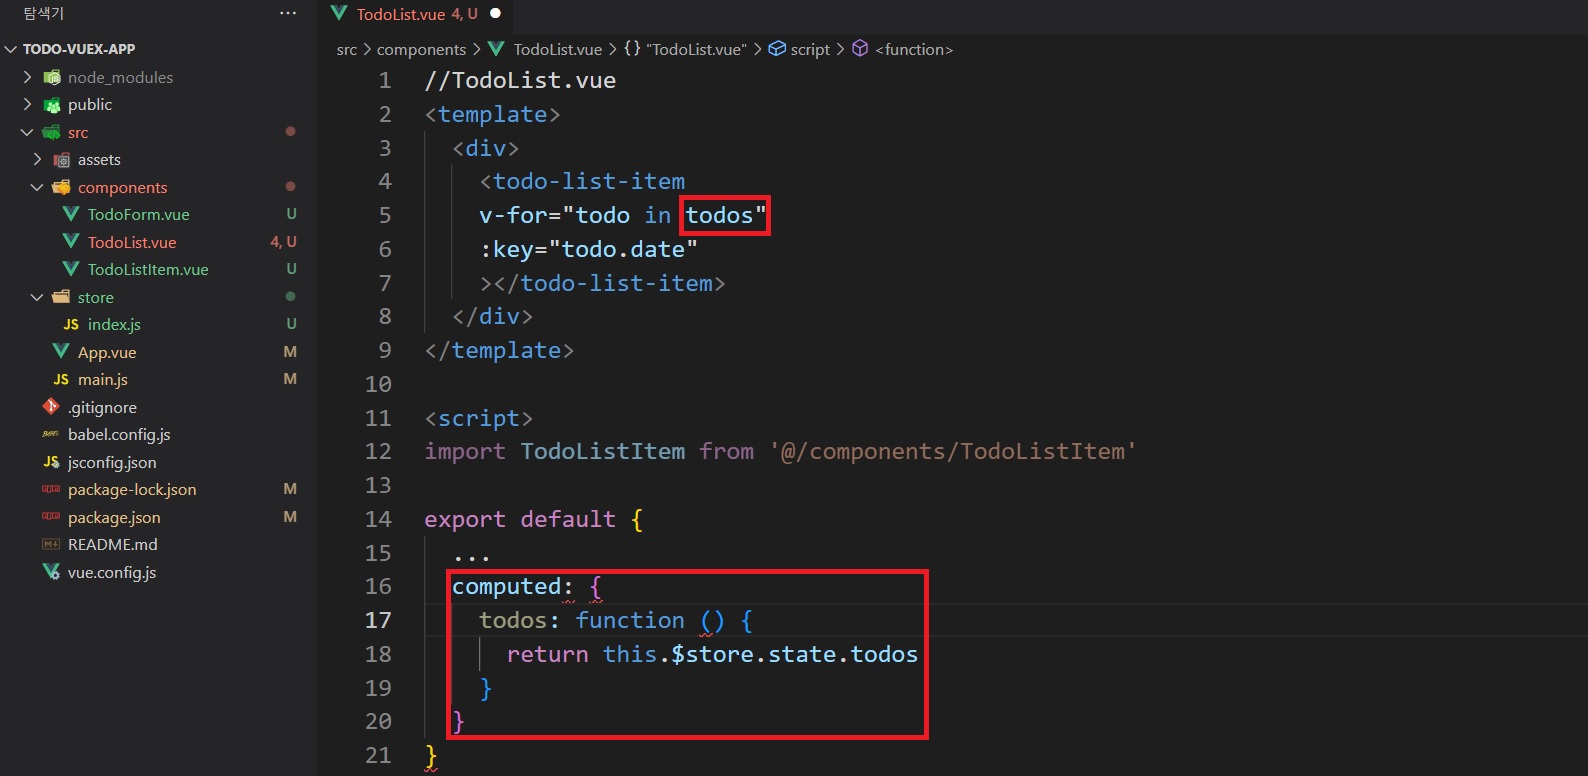 탐색기 ···
TODO-VUEX-APP
node_modules
public
src
assets
components
TodoForm.vue U
TodoList.vue 4, U
TodoListItem.vue U
store
JS index.js U
App.vue M
JS main.js M
.gitignore
babel.config.js
JS jsconfig.json
package-lock.json M
package.json M
README.md
vue.config.js
TodoList.vue 4, U
src > components > TodoList.vue > {} "TodoList.vue" > script > <function>
1 //TodoList.vue
2 <template>
3 <div>
4 <todo-list-item
5 v-for="todo in todos"
6 :key="todo.date"
7 ></todo-list-item>
8 </div>
9 </template>
10
11 <script>
12 import TodoListItem from '@/components/TodoListItem'
13
14 export default {
15 ...
16 computed: {
17 todos: function () {
18 return this.$store.state.todos
19 }
20 }
21 }